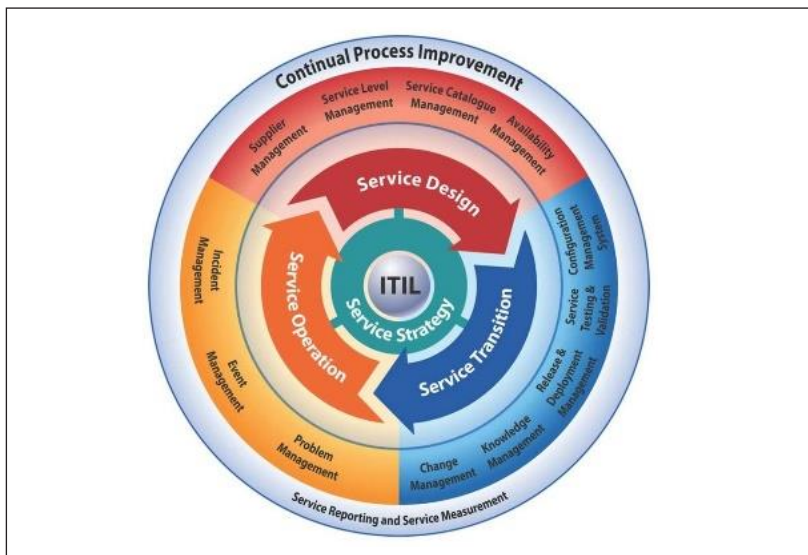 Continual Process Improvement
Supplier
Management
Service Level
Management
Service Catalogue
Management
Availability
Management
Service Design
System
Configuration
Management
Service
Testing &
Validation
Release &
Deployment
Management
Knowledge
Management
Change
Management
Service Transition
ITIL
Service Strategy
Service Operation
Incident
Management
Event
Management
Problem
Management
Service Reporting and Service Measurement